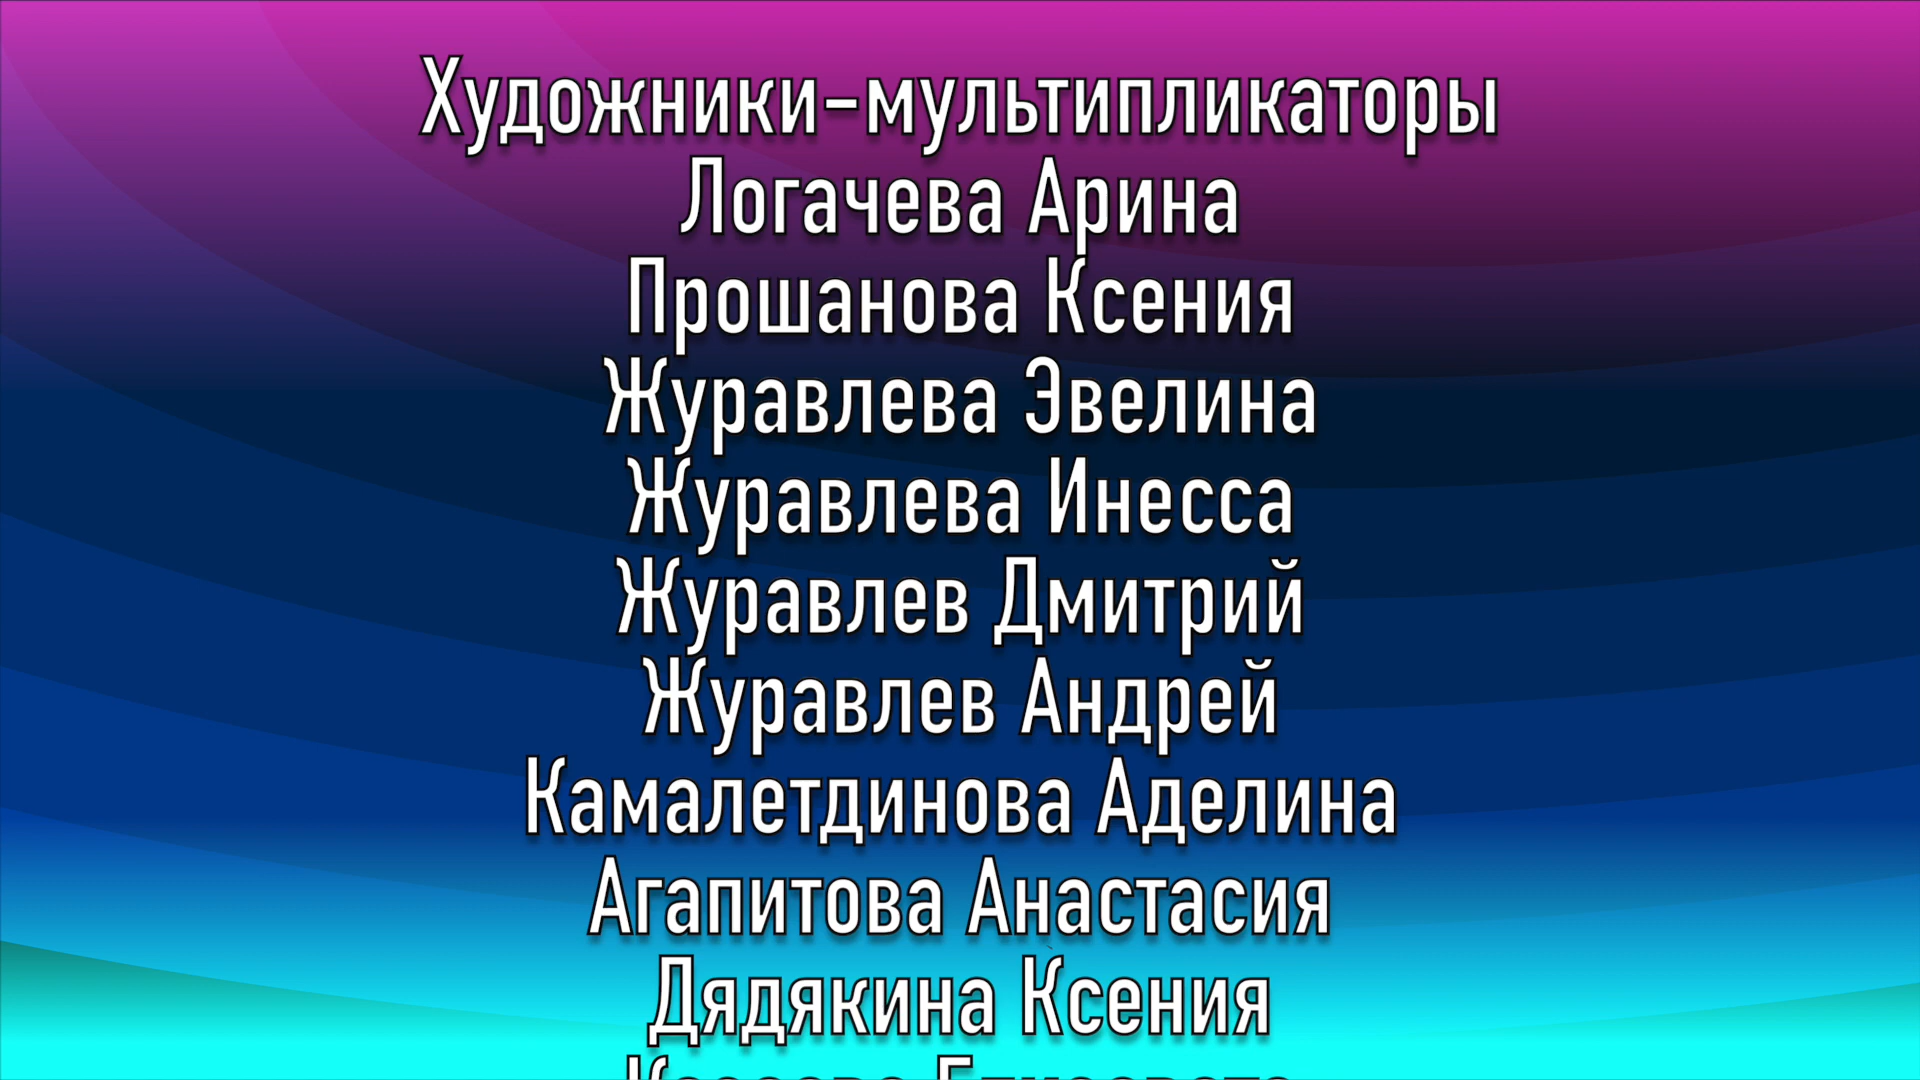 Художники-мультипликаторы
Логачева Арина
Прошанова Ксения
Журавлева Эвелина
Журавлева Инесса
Журавлев Дмитрий
Журавлев Андрей
Камалетдинова Аделина
Агапитова Анастасия
Дядякина Ксения